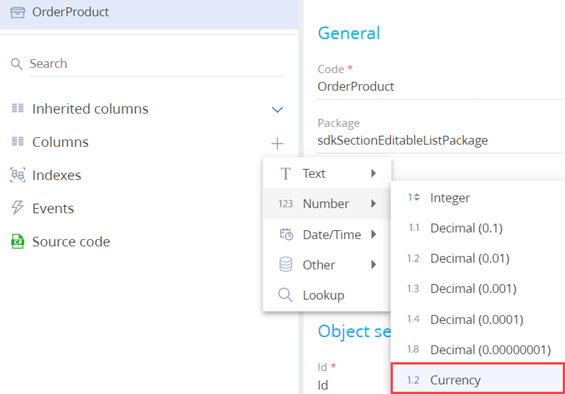 OrderProduct
Search
Inherited columns
Columns
Indexes
Events
Source code
General
Code *
OrderProduct
Package
sdkSectionEditableListPackage
T Text
123 Number
Date/Time
Other
Lookup
1 Integer
1.1 Decimal (0.1)
1.2 Decimal (0.01)
1.3 Decimal (0.001)
1.4 Decimal (0.0001)
1.8 Decimal (0.00000001)
1.2 Currency
Object se
Id *
Id